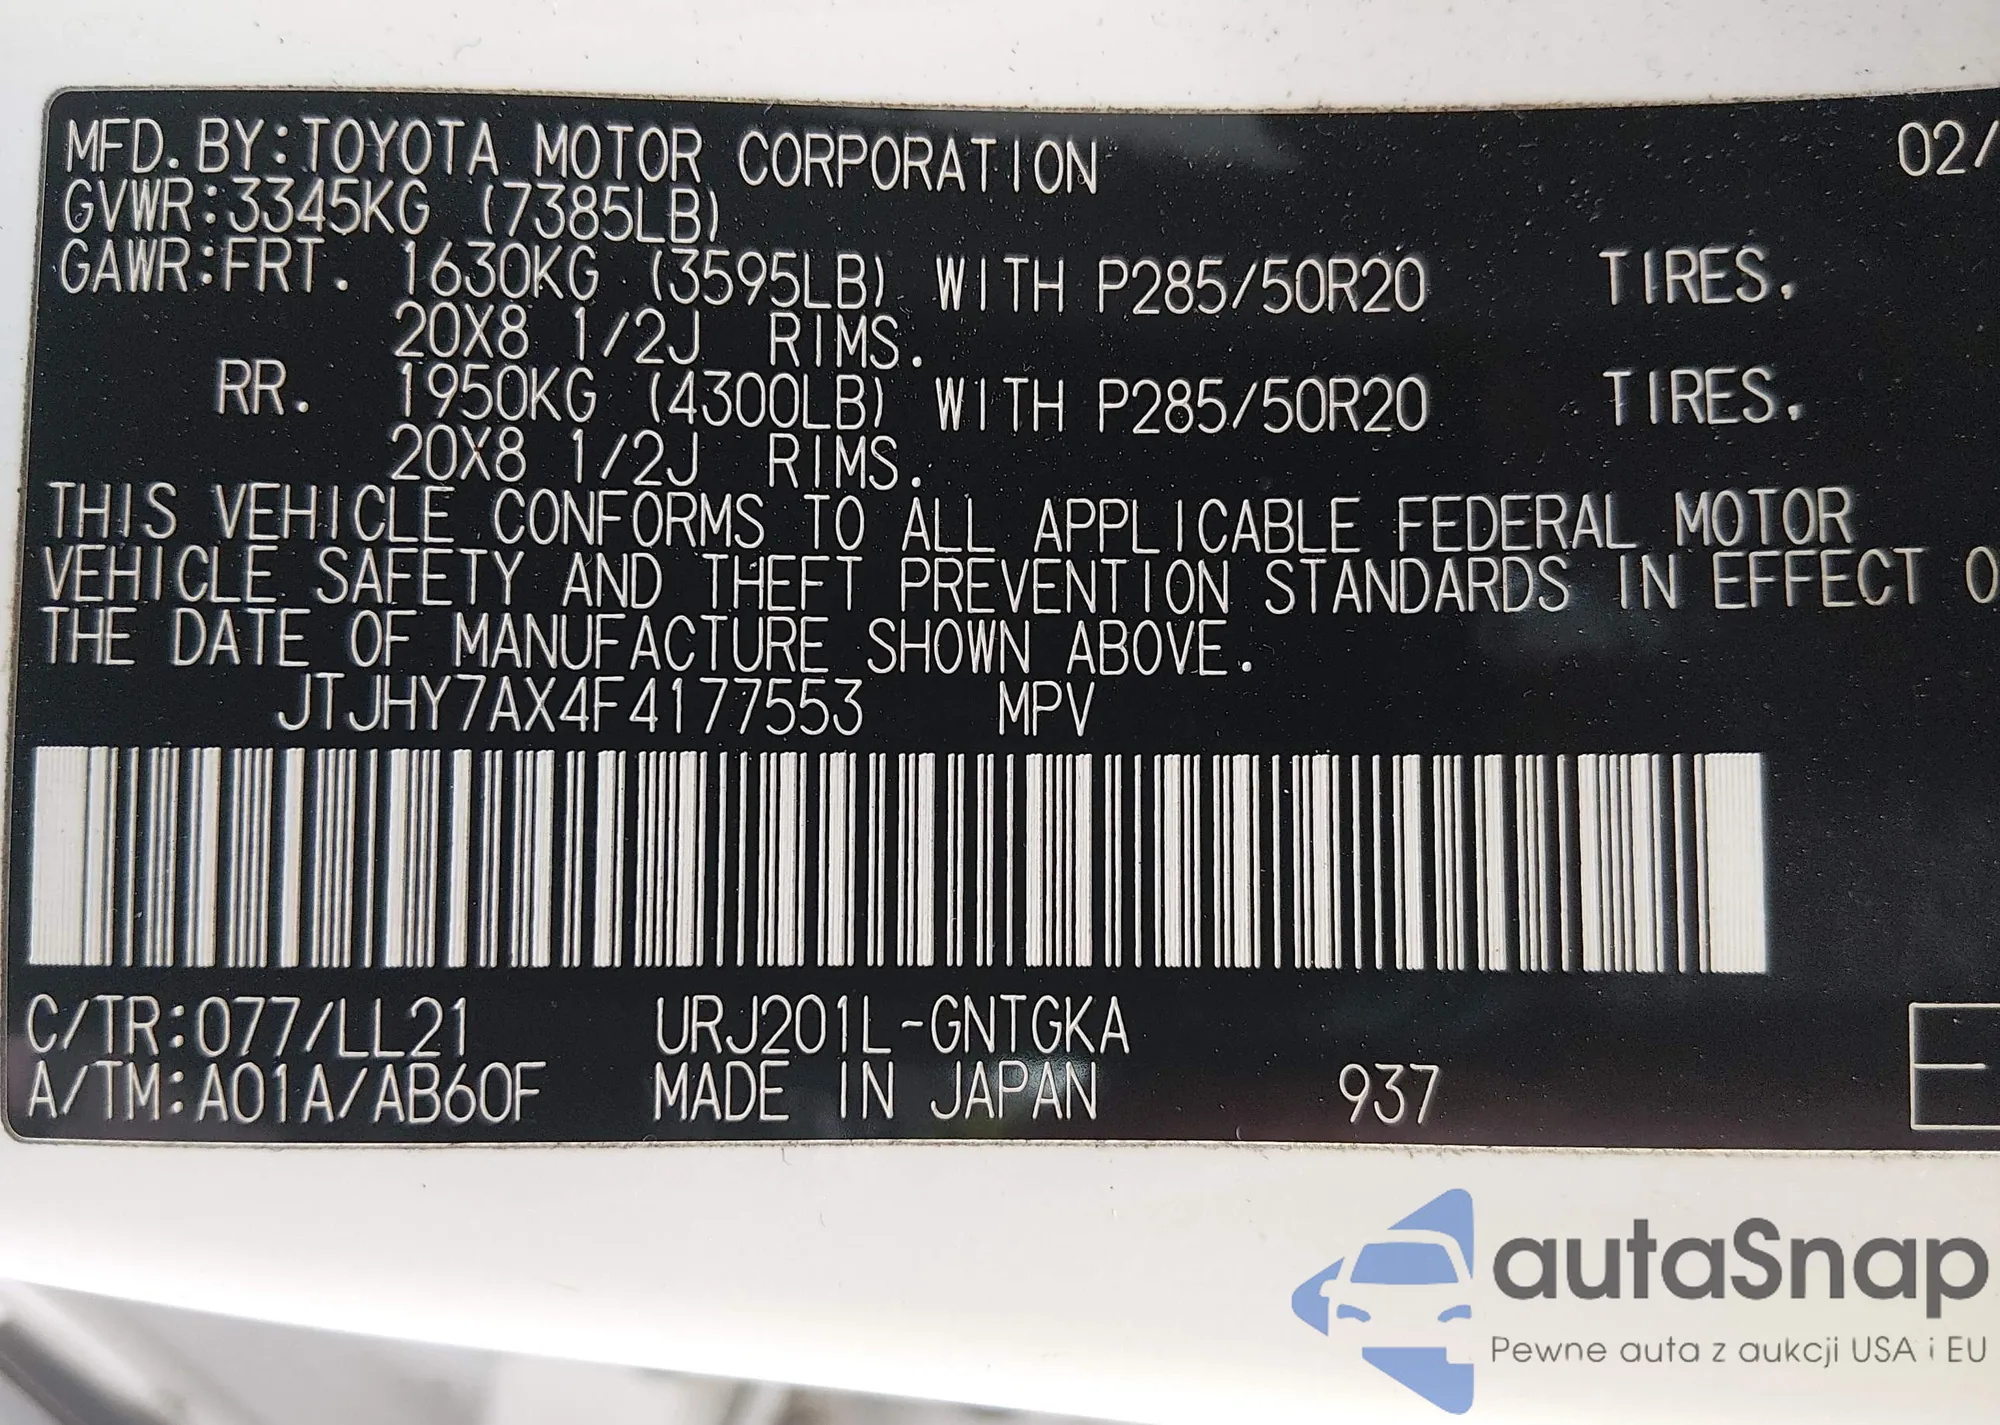 MFD. BY:TOYOTA MOTOR CORPORATION 02/
GVWR:3345KG (7385LB)
GAWR:FRT. 1630KG (3595LB) WITH P285/50R20 TIRES.
20X8 1/2J RIMS.
RR. 1950KG (4300LB) WITH P285/50R20 TIRES.
20X8 1/2J RIMS.
THIS VEHICLE CONFORMS TO ALL APPLICABLE FEDERAL MOTOR
VEHICLE SAFETY AND THEFT PREVENTION STANDARDS IN EFFECT O
THE DATE OF MANUFACTURE SHOWN ABOVE.
JTJHY7AX4F4177553 MPV
C/TR:077/LL21 URJ201L-GNTGKA
A/TM:A01A/AB60F MADE IN JAPAN 937
autaSnap
Pewne auta z aukcji USA i EU